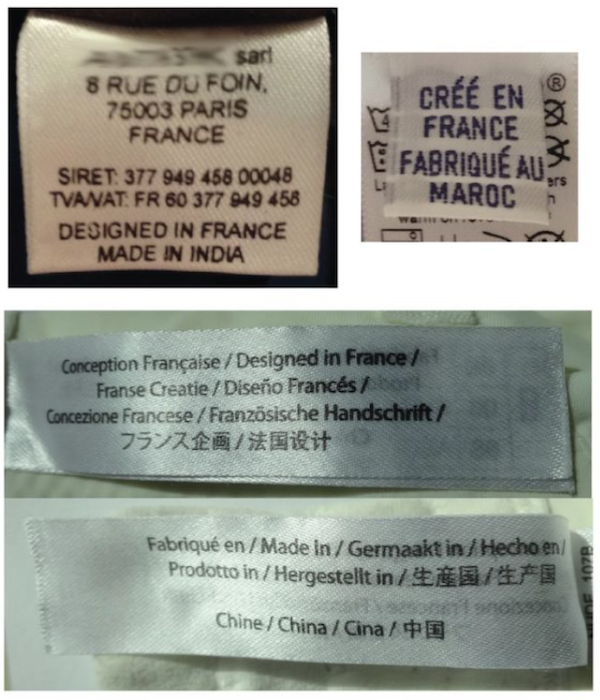 sarl
8 RUE DU FOIN,
75003 PARIS
FRANCE
SIRET: 377 949 458 00048
TVA/VAT: FR 60 377 949 458
DESIGNED IN FRANCE
MADE IN INDIA
CRÉÉ EN
FRANCE
FABRIQUÉ AU
MAROC
®
Conception Française / Designed in France /
Franse Creatie / Diseño Francés /
Concezione Francese / Französische Handschrift /
フランス企画 / 法国设计
Fabriqué en / Made in / Germaakt in / Hecho en/
Prodotto in / Hergestellt in / 生産国 / 生产国
Chine / China / Cina / 中国
107B